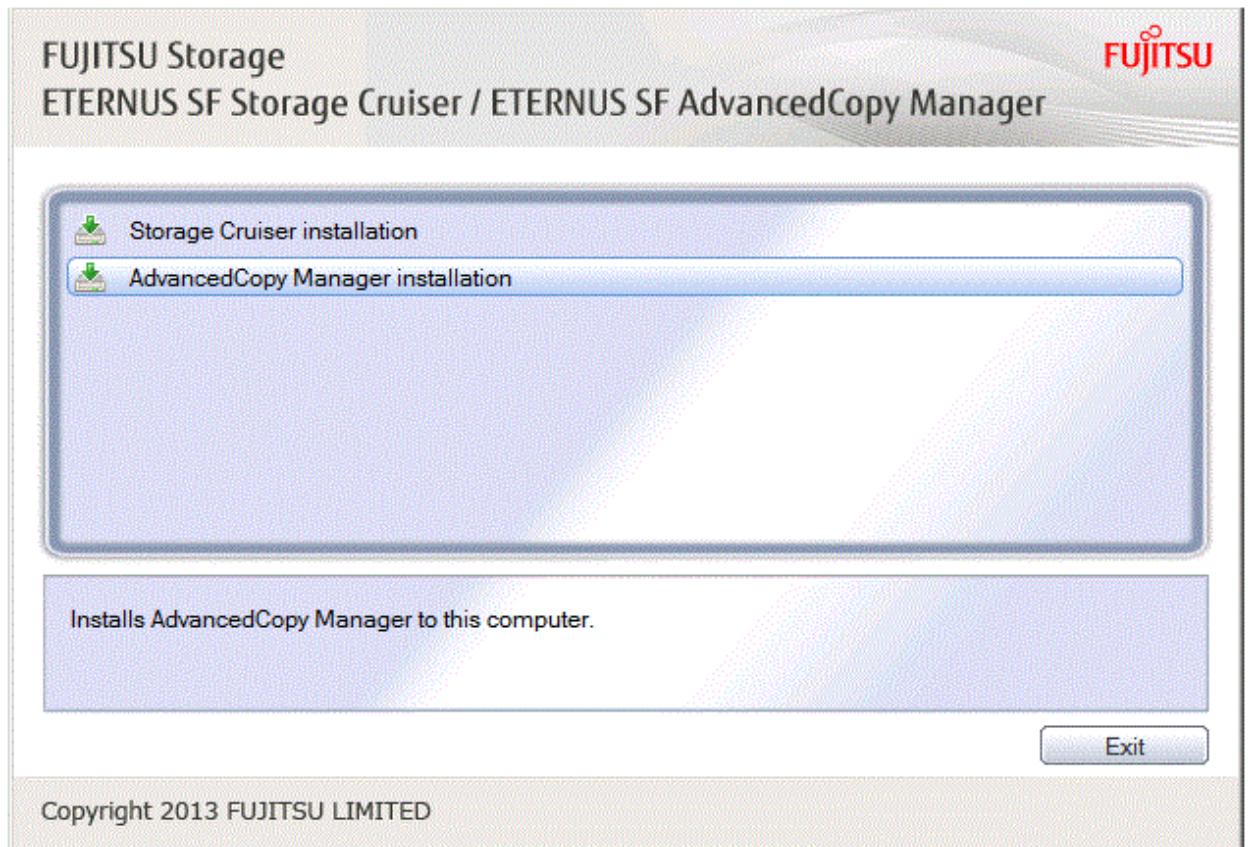 FUJITSU Storage
FUJITSU
ETERNUS SF Storage Cruiser / ETERNUS SF AdvancedCopy Manager
Storage Cruiser installation
AdvancedCopy Manager installation
Installs AdvancedCopy Manager to this computer.
Exit
Copyright 2013 FUJITSU LIMITED